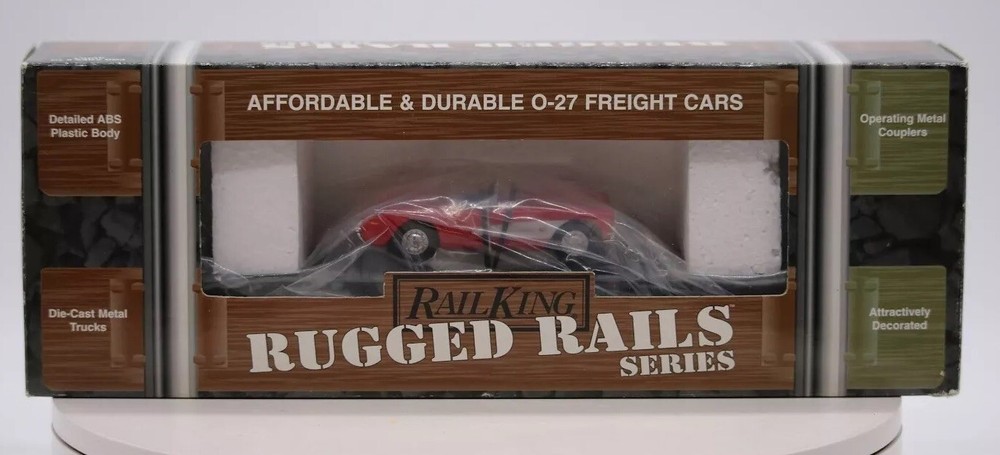 AFFORDABLE & DURABLE O-27 FREIGHT CARS
Detailed ABS
Plastic Body
Operating Metal
Couplers
Die-Cast Metal
Trucks
Attractively
Decorated
RAILKING
RUGGED RAILS™
SERIES